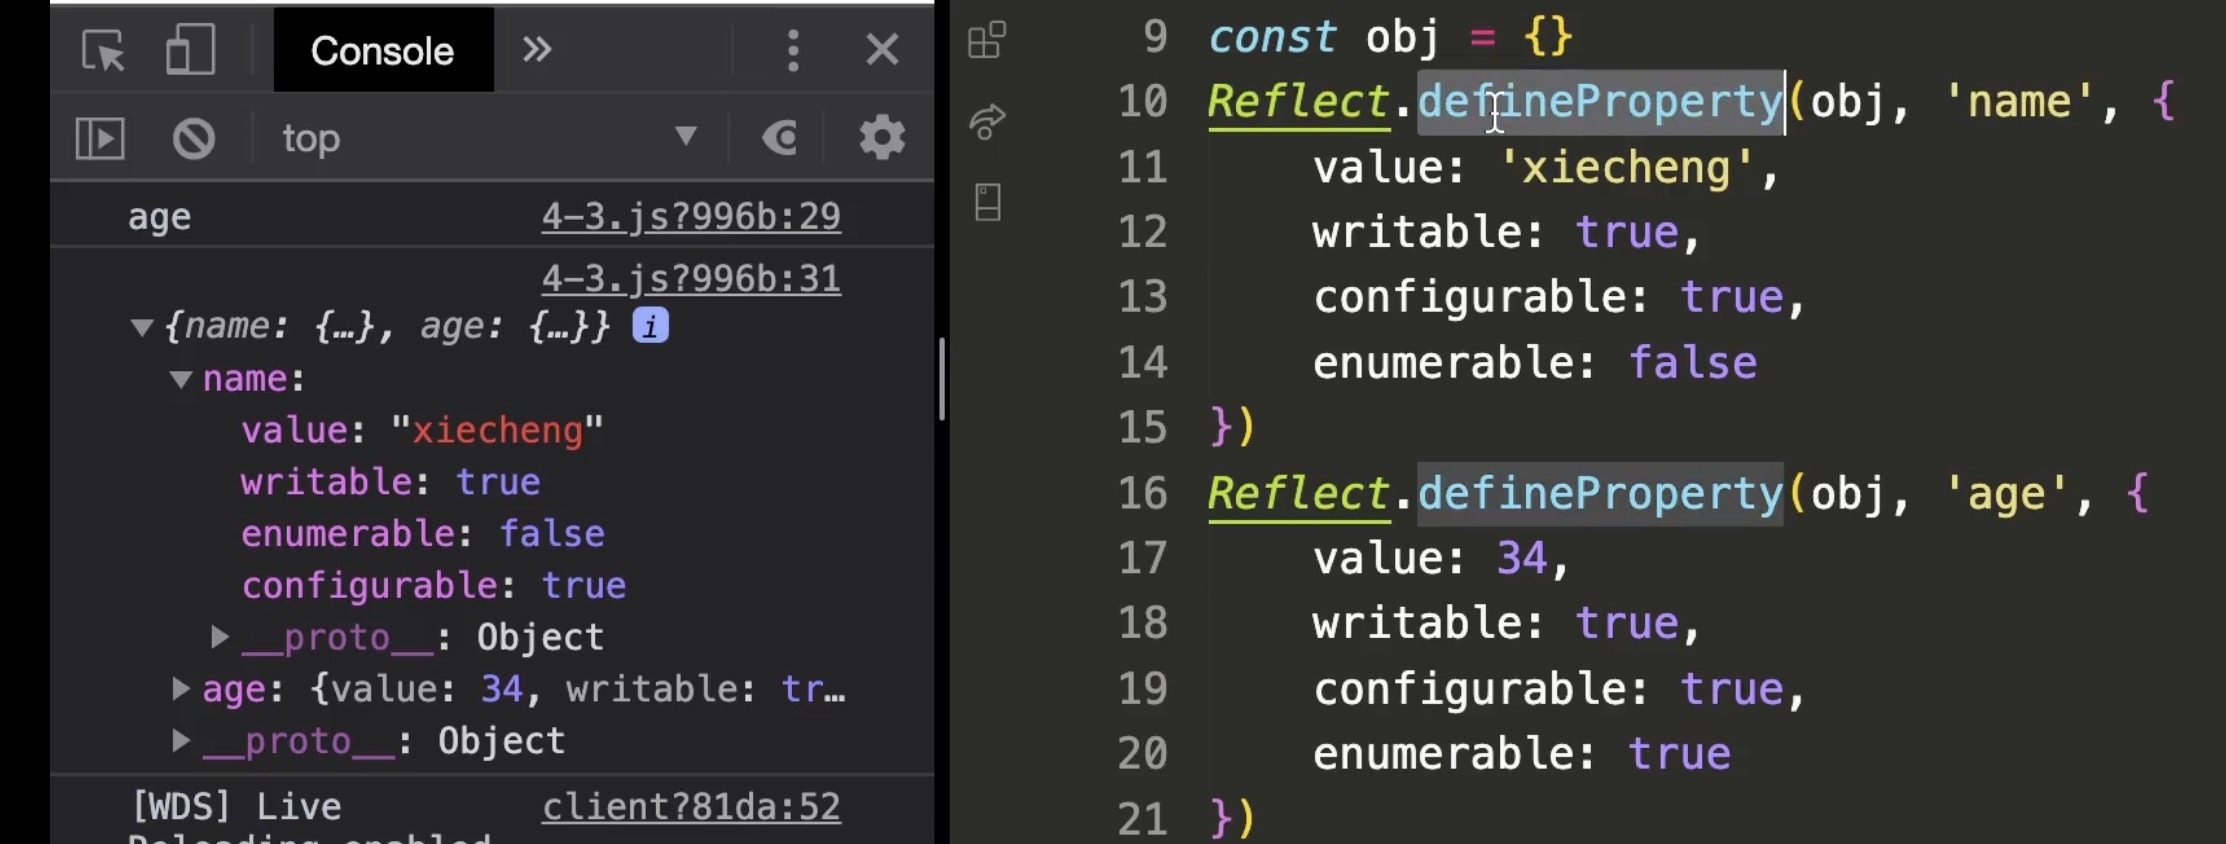 Console
top
age 4-3.js?996b:29
4-3.js?996b:31
{name: {…}, age: {…}} i
name:
value: "xiecheng"
writable: true
enumerable: false
configurable: true
__proto__: Object
age: {value: 34, writable: tr…
__proto__: Object
[WDS] Live client?81da:52
Reloading enabled
9 const obj = {}
10 Reflect.defineProperty(obj, 'name', {
11 value: 'xiecheng',
12 writable: true,
13 configurable: true,
14 enumerable: false
15 })
16 Reflect.defineProperty(obj, 'age', {
17 value: 34,
18 writable: true,
19 configurable: true,
20 enumerable: true
21 })